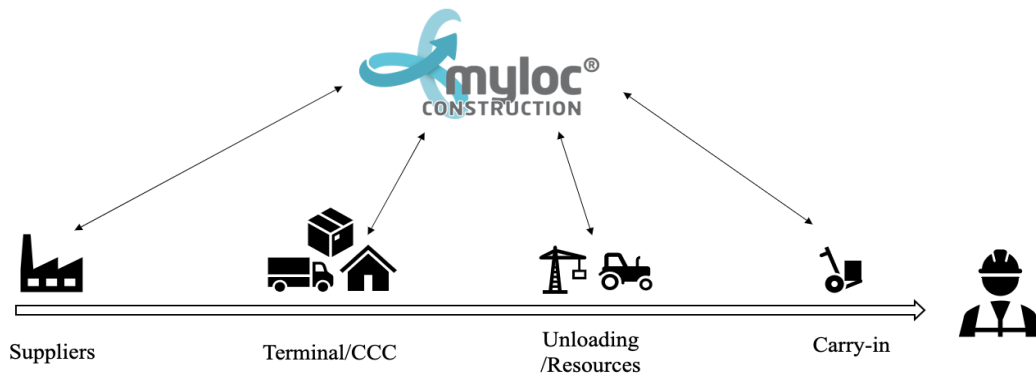 myloc®
CONSTRUCTION
Suppliers
Terminal/CCC
Unloading
/Resources
Carry-in